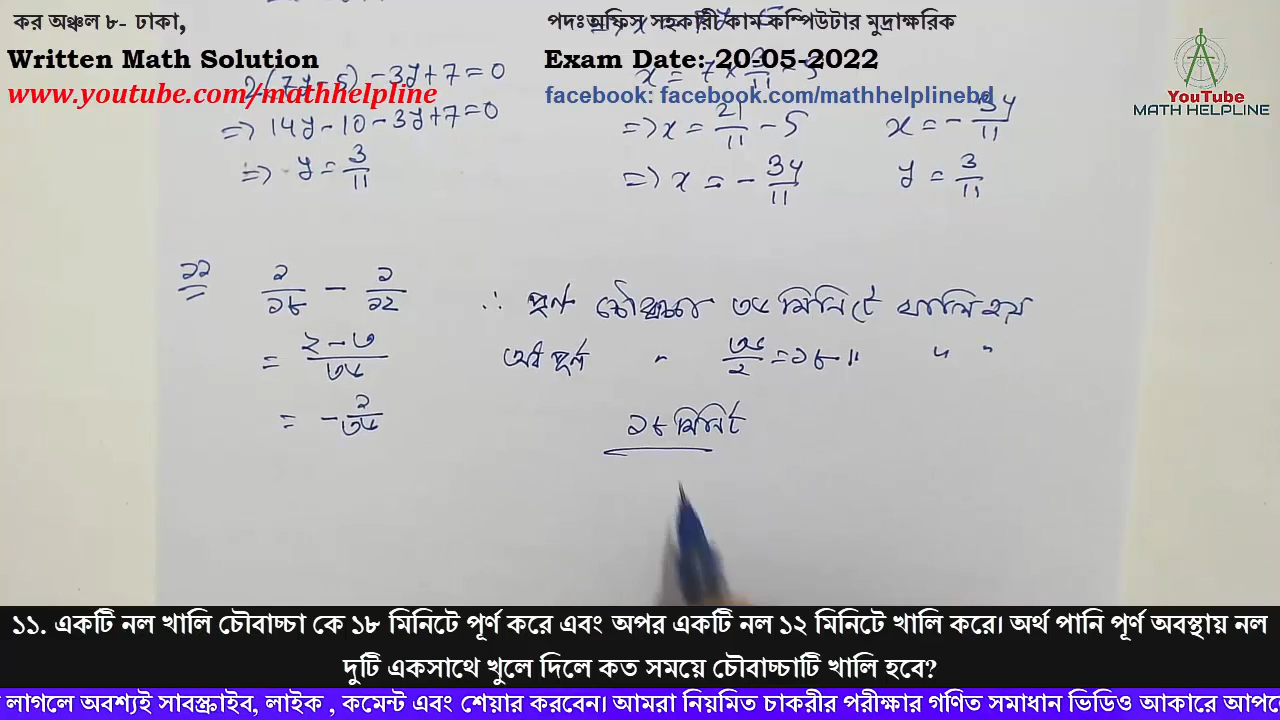 কর অঞ্চল ৮- ঢাকা,
পদঃঅফিস সহকারী কাম কম্পিউটার মুদ্রাক্ষরিক
Written Math Solution
Exam Date: 20-05-2022
www.youtube.com/mathhelpline
facebook: facebook.com/mathhelplinebd
YouTube
MATH HELPLINE
2(7y-5) -3y+7=0
=> 14y-10-3y+7=0
=> y = 3/11
=> x = 21/11 - 5
=> x = - 34/11
x = - 34/11
y = 3/11
১১
১/১৮ - ১/১২
= ২-৩/৩৬
= - ১/৩৬
∴ পূর্ণ চৌবাচ্চা ৩৬ মিনিটে খালি হয়
অর্ধ পূর্ণ " ৩৬/২ = ১৮ " " "
১৮ মিনিট
১১. একটি নল খালি চৌবাচ্চা কে ১৮ মিনিটে পূর্ণ করে এবং অপর একটি নল ১২ মিনিটে খালি করে। অর্থ পানি পূর্ণ অবস্থায় নল
দুটি একসাথে খুলে দিলে কত সময়ে চৌবাচ্চাটি খালি হবে?
লাগলে অবশ্যই সাবস্ক্রাইব, লাইক , কমেন্ট এবং শেয়ার করবেন। আমরা নিয়মিত চাকরীর পরীক্ষার গণিত সমাধান ভিডিও আকারে